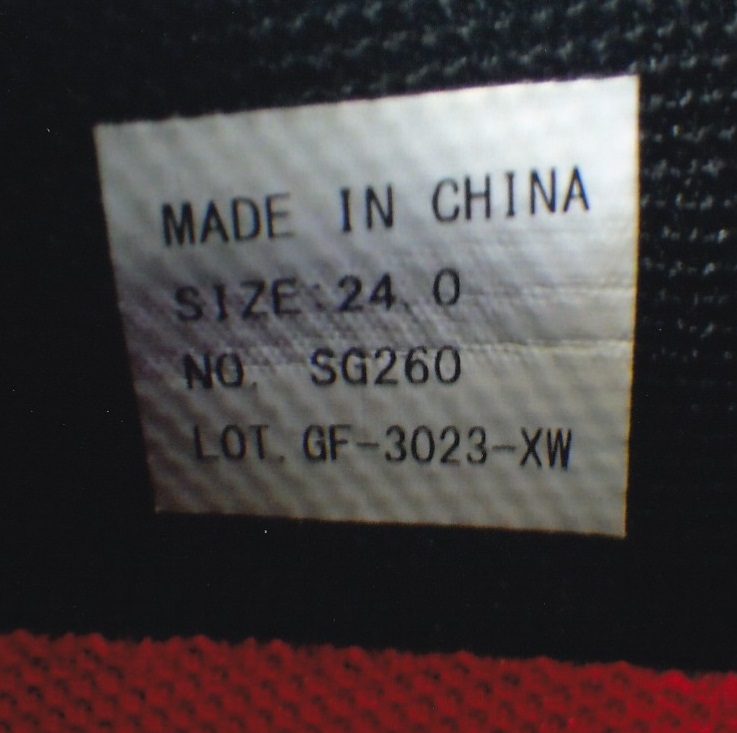 MADE IN CHINA
SIZE:24.0
NO. SG260
LOT.GF-3023-XW